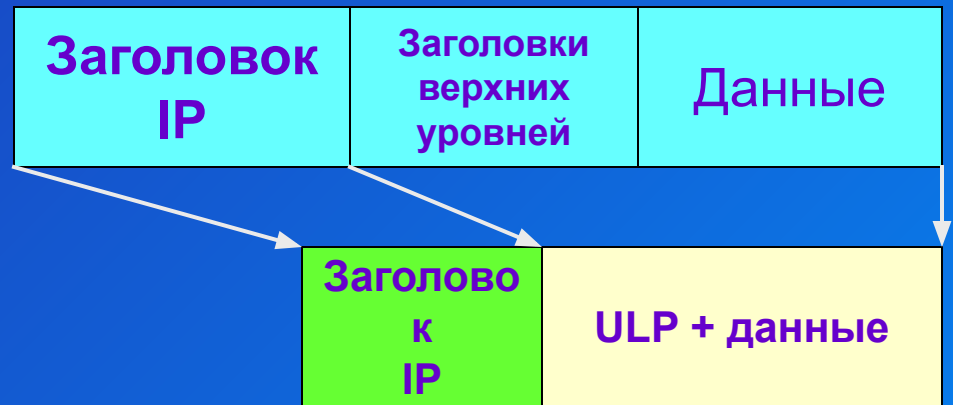 Заголовок
IP
Заголовки
верхних
уровней
Данные
Заголово
к
IP
ULP + данные